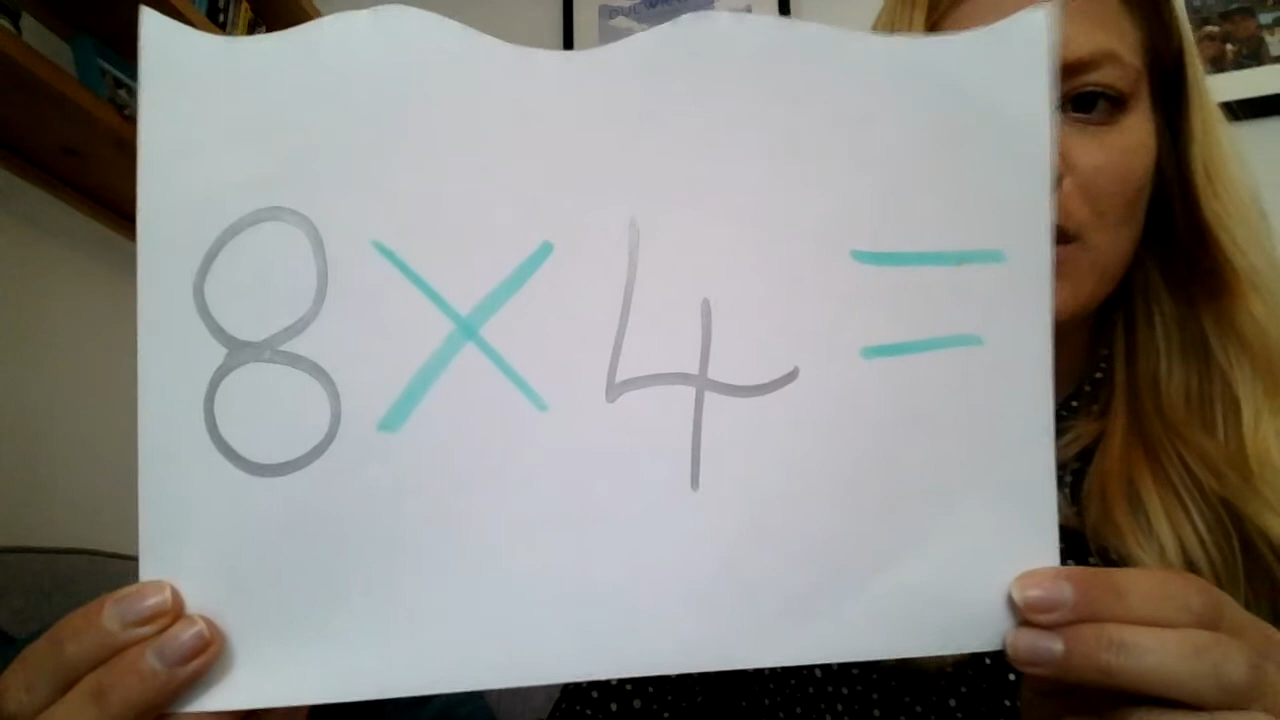 8 × 4 =